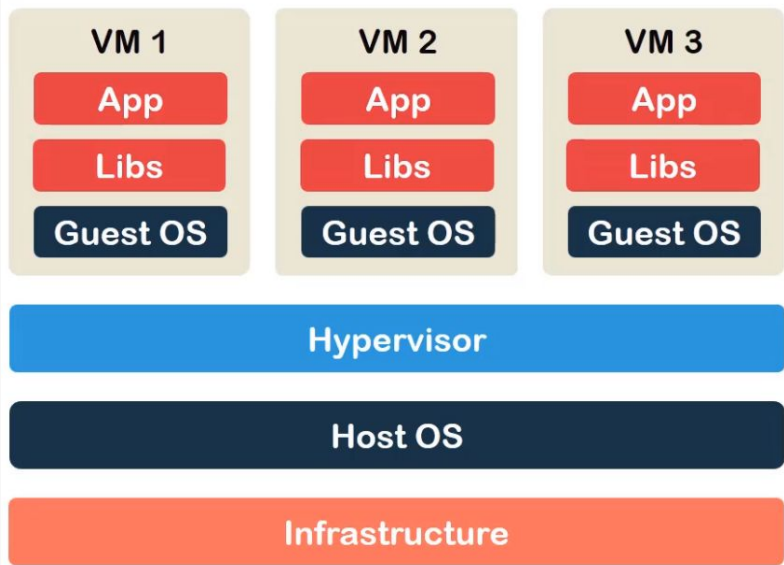 VM 1
App
Libs
Guest OS
VM 2
App
Libs
Guest OS
VM 3
App
Libs
Guest OS
Hypervisor
Host OS
Infrastructure